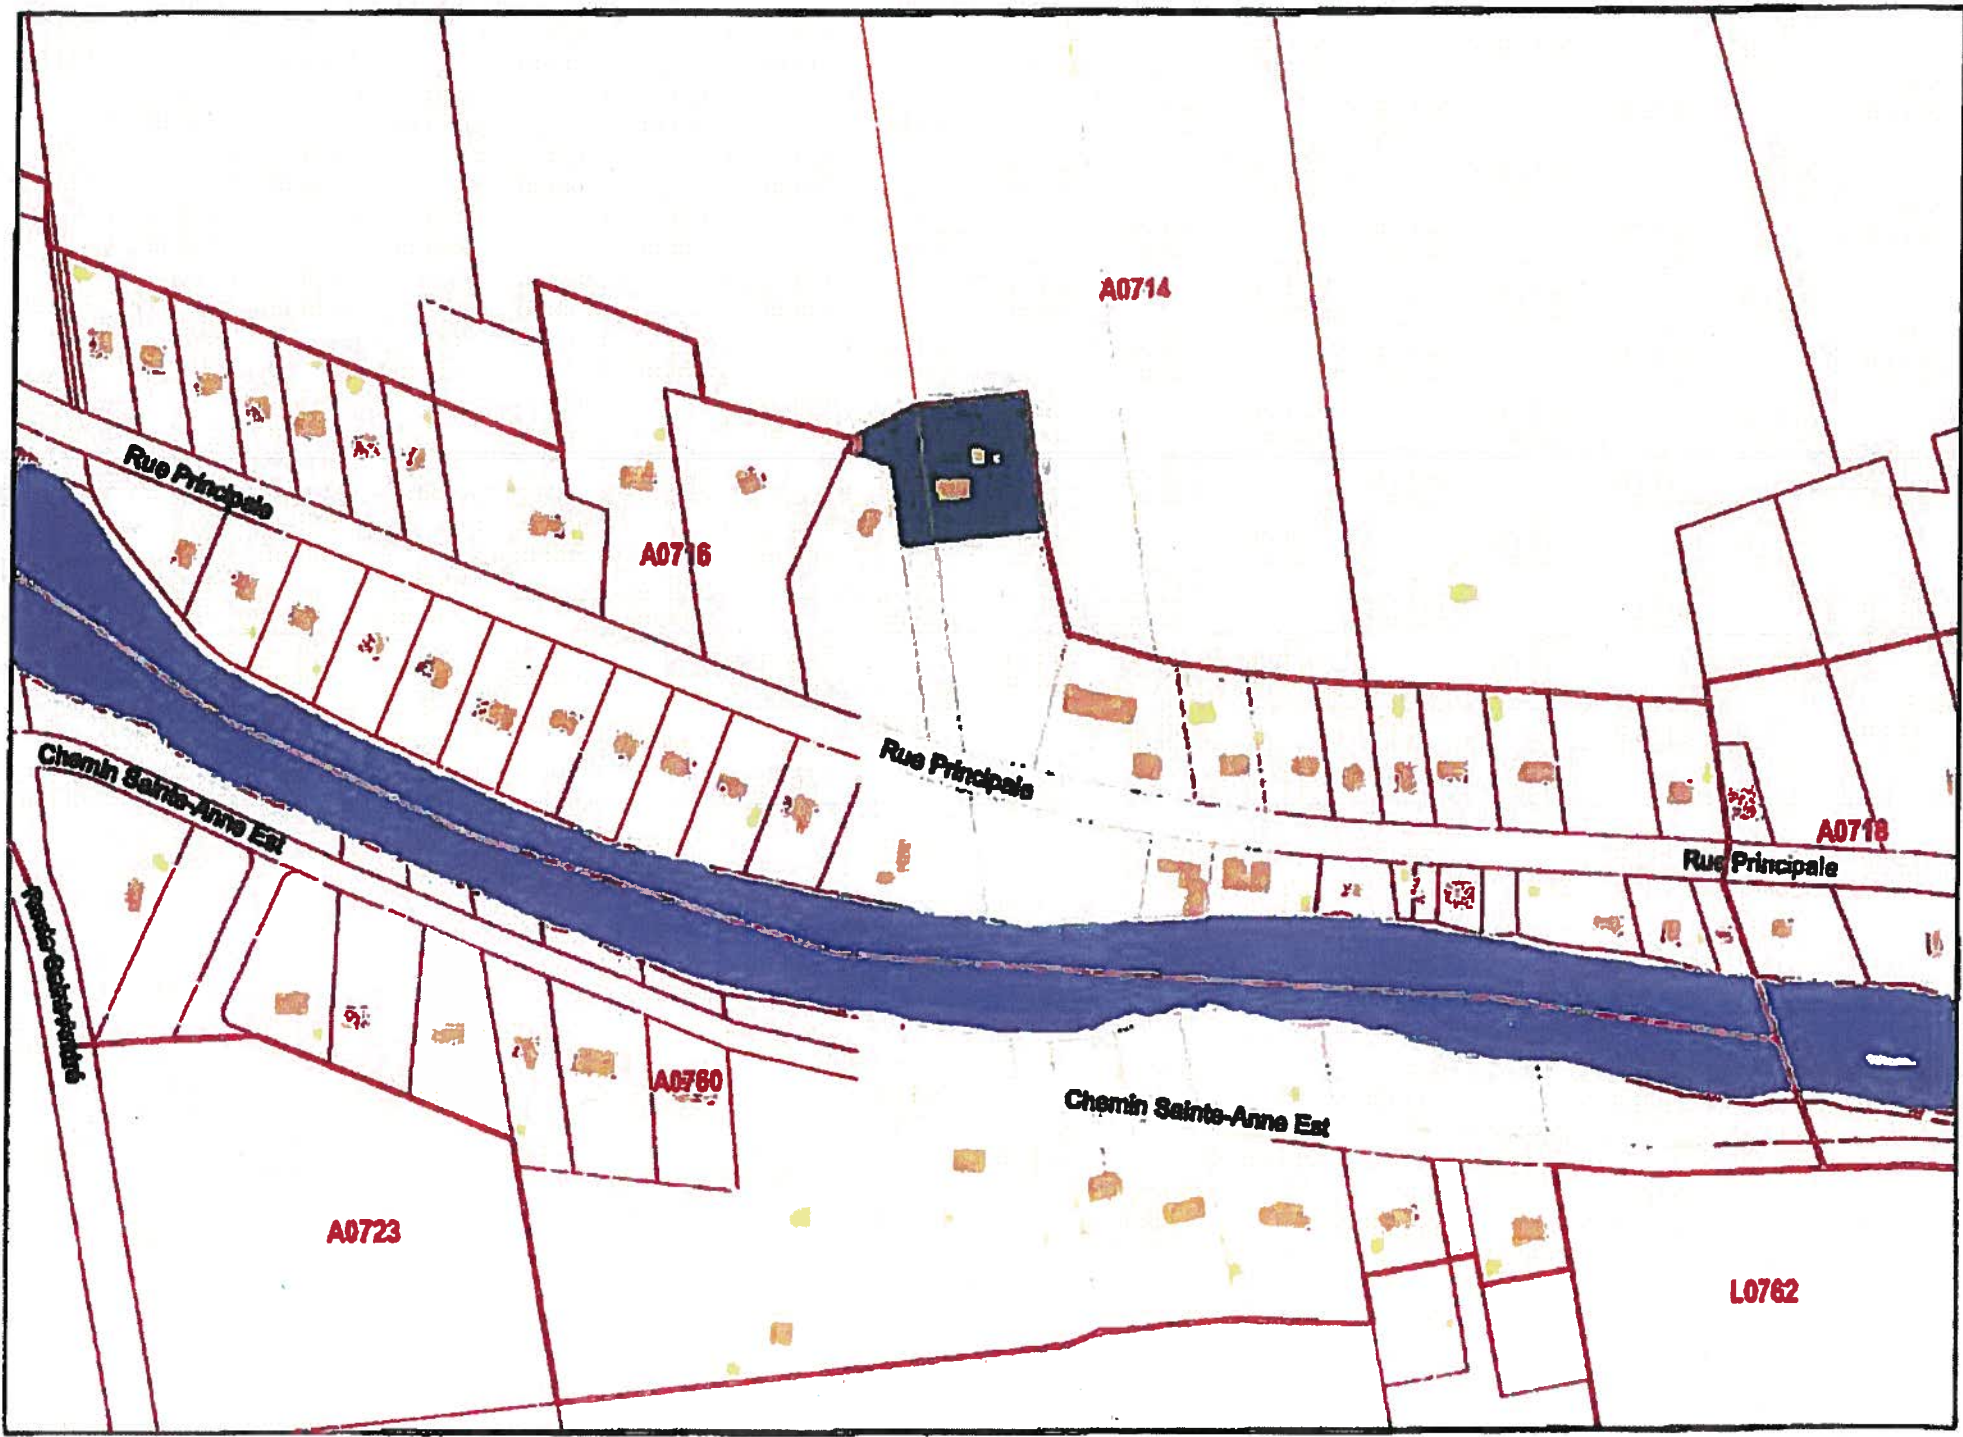 A0714
Rue Principale
A0716
Rue Principale
Chemin Sainte-Anne Est
A0718
Rue Principale
A0760
Chemin Sainte-Anne Est
A0723
L0762